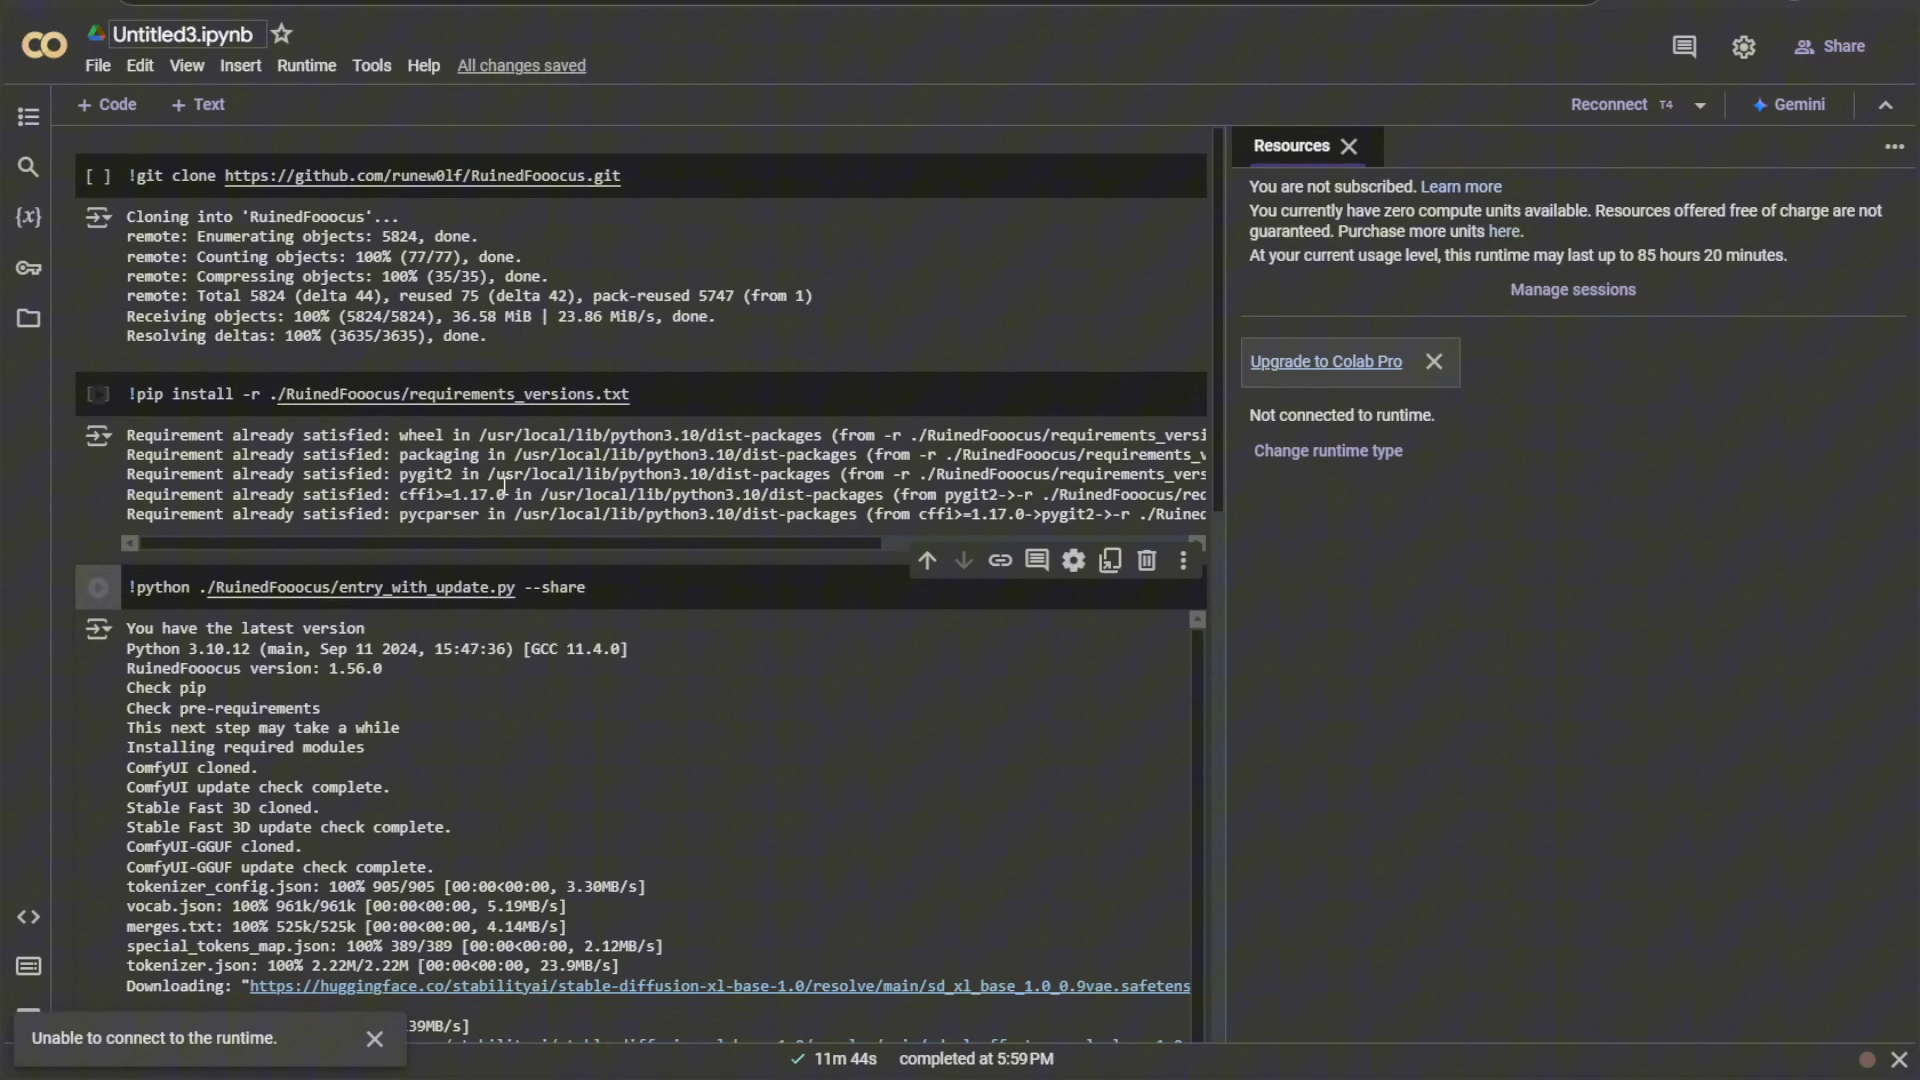 CO
Untitled3.ipynb
File Edit View Insert Runtime Tools Help All changes saved
Share
+ Code + Text
Reconnect T4
Gemini
[ ] !git clone https://github.com/runew0lf/RuinedFooocus.git
Cloning into 'RuinedFooocus'...
remote: Enumerating objects: 5824, done.
remote: Counting objects: 100% (77/77), done.
remote: Compressing objects: 100% (35/35), done.
remote: Total 5824 (delta 44), reused 75 (delta 42), pack-reused 5747 (from 1)
Receiving objects: 100% (5824/5824), 36.58 MiB | 23.86 MiB/s, done.
Resolving deltas: 100% (3635/3635), done.
!pip install -r ./RuinedFooocus/requirements_versions.txt
Requirement already satisfied: wheel in /usr/local/lib/python3.10/dist-packages (from -r ./RuinedFooocus/requirements_versi
Requirement already satisfied: packaging in /usr/local/lib/python3.10/dist-packages (from -r ./RuinedFooocus/requirements_v
Requirement already satisfied: pygit2 in /usr/local/lib/python3.10/dist-packages (from -r ./RuinedFooocus/requirements_vers
Requirement already satisfied: cffi>=1.17.0 in /usr/local/lib/python3.10/dist-packages (from pygit2->-r ./RuinedFooocus/req
Requirement already satisfied: pycparser in /usr/local/lib/python3.10/dist-packages (from cffi>=1.17.0->pygit2->-r ./Ruined
!python ./RuinedFooocus/entry_with_update.py --share
You have the latest version
Python 3.10.12 (main, Sep 11 2024, 15:47:36) [GCC 11.4.0]
RuinedFooocus version: 1.56.0
Check pip
Check pre-requirements
This next step may take a while
Installing required modules
ComfyUI cloned.
ComfyUI update check complete.
Stable Fast 3D cloned.
Stable Fast 3D update check complete.
ComfyUI-GGUF cloned.
ComfyUI-GGUF update check complete.
tokenizer_config.json: 100% 905/905 [00:00<00:00, 3.30MB/s]
vocab.json: 100% 961k/961k [00:00<00:00, 5.19MB/s]
merges.txt: 100% 525k/525k [00:00<00:00, 4.14MB/s]
special_tokens_map.json: 100% 389/389 [00:00<00:00, 2.12MB/s]
tokenizer.json: 100% 2.22M/2.22M [00:00<00:00, 23.9MB/s]
Downloading: "https://huggingface.co/stabilityai/stable-diffusion-xl-base-1.0/resolve/main/sd_xl_base_1.0_0.9vae.safetens
39MB/s]
Unable to connect to the runtime.
11m 44s completed at 5:59 PM
Resources
You are not subscribed. Learn more
You currently have zero compute units available. Resources offered free of charge are not
guaranteed. Purchase more units here.
At your current usage level, this runtime may last up to 85 hours 20 minutes.
Manage sessions
Upgrade to Colab Pro
Not connected to runtime.
Change runtime type